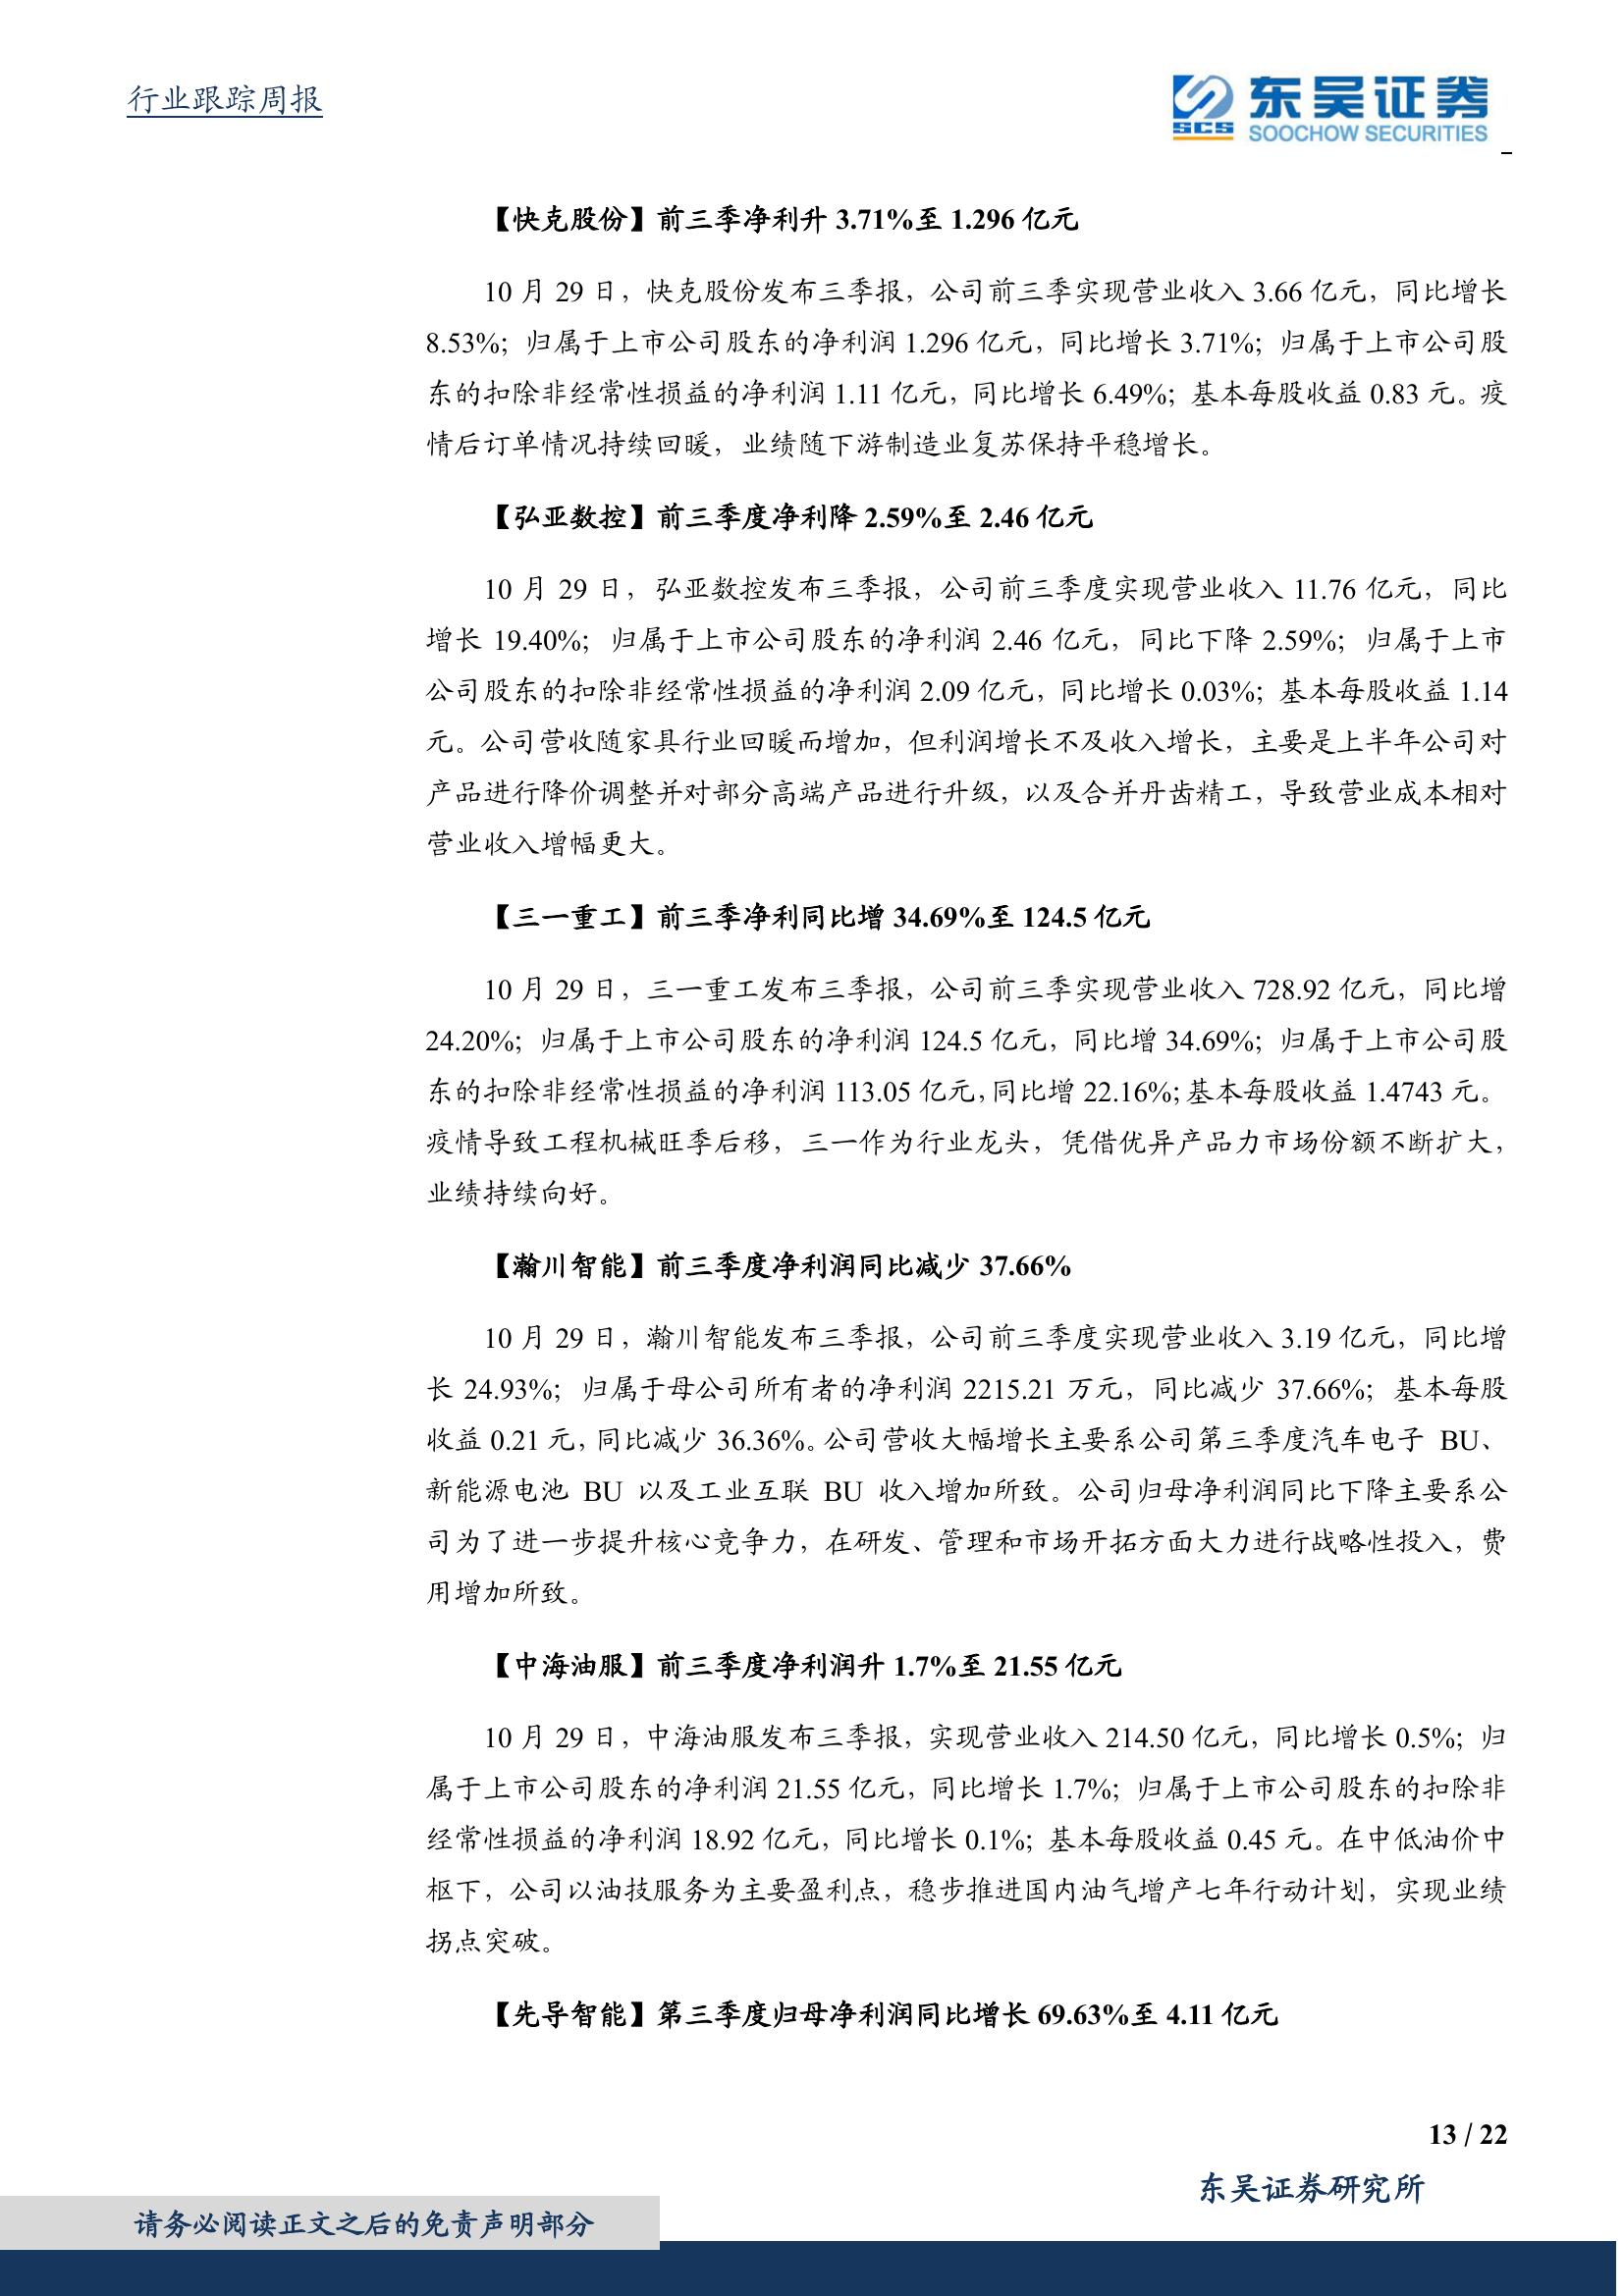 行业跟踪周报
SCS
东吴证券
SOOCHOW SECURITIES
【快克股份】前三季净利升 3.71%至 1.296 亿元
10 月 29 日，快克股份发布三季报，公司前三季实现营业收入 3.66 亿元，同比增长
8.53%；归属于上市公司股东的净利润 1.296 亿元，同比增长 3.71%；归属于上市公司股
东的扣除非经常性损益的净利润 1.11 亿元，同比增长 6.49%；基本每股收益 0.83 元。疫
情后订单情况持续回暖，业绩随下游制造业复苏保持平稳增长。
【弘亚数控】前三季度净利降 2.59%至 2.46 亿元
10 月 29 日，弘亚数控发布三季报，公司前三季度实现营业收入 11.76 亿元，同比
增长 19.40%；归属于上市公司股东的净利润 2.46 亿元，同比下降 2.59%；归属于上市
公司股东的扣除非经常性损益的净利润 2.09 亿元，同比增长 0.03%；基本每股收益 1.14
元。公司营收随家具行业回暖而增加，但利润增长不及收入增长，主要是上半年公司对
产品进行降价调整并对部分高端产品进行升级，以及合并丹齿精工，导致营业成本相对
营业收入增幅更大。
【三一重工】前三季净利同比增 34.69%至 124.5 亿元
10 月 29 日，三一重工发布三季报，公司前三季实现营业收入 728.92 亿元，同比增
24.20%；归属于上市公司股东的净利润 124.5 亿元，同比增 34.69%；归属于上市公司股
东的扣除非经常性损益的净利润 113.05 亿元，同比增 22.16%；基本每股收益 1.4743 元。
疫情导致工程机械旺季后移，三一作为行业龙头，凭借优异产品力市场份额不断扩大，
业绩持续向好。
【瀚川智能】前三季度净利润同比减少 37.66%
10 月 29 日，瀚川智能发布三季报，公司前三季度实现营业收入 3.19 亿元，同比增
长 24.93%；归属于母公司所有者的净利润 2215.21 万元，同比减少 37.66%；基本每股
收益 0.21 元，同比减少 36.36%。公司营收大幅增长主要系公司第三季度汽车电子 BU、
新能源电池 BU 以及工业互联 BU 收入增加所致。公司归母净利润同比下降主要系公
司为了进一步提升核心竞争力，在研发、管理和市场开拓方面大力进行战略性投入，费
用增加所致。
【中海油服】前三季度净利润升 1.7%至 21.55 亿元
10 月 29 日，中海油服发布三季报，实现营业收入 214.50 亿元，同比增长 0.5%；归
属于上市公司股东的净利润 21.55 亿元，同比增长 1.7%；归属于上市公司股东的扣除非
经常性损益的净利润 18.92 亿元，同比增长 0.1%；基本每股收益 0.45 元。在中低油价中
枢下，公司以油技服务为主要盈利点，稳步推进国内油气增产七年行动计划，实现业绩
拐点突破。
【先导智能】第三季度归母净利润同比增长 69.63%至 4.11 亿元
13 / 22
东吴证券研究所
请务必阅读正文之后的免责声明部分